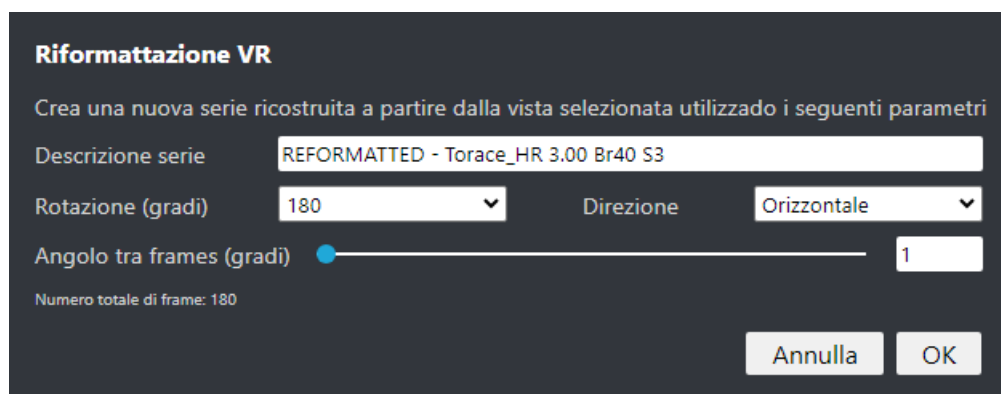 Riformattazione VR
Crea una nuova serie ricostruita a partire dalla vista selezionata utilizzado i seguenti parametri
Descrizione serie REFORMATTED - Torace_HR 3.00 Br40 S3
Rotazione (gradi) 180 Direzione Orizzontale
Angolo tra frames (gradi) 1
Numero totale di frame: 180
Annulla OK